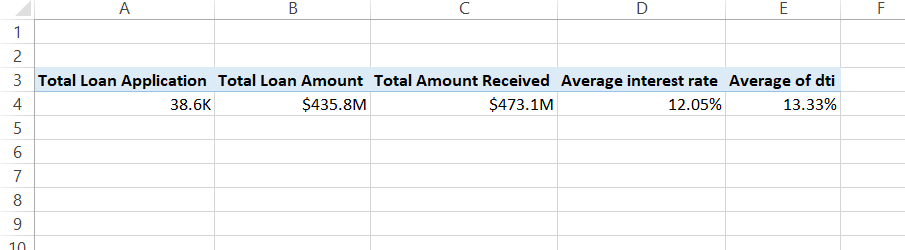 A B C D E F
1
2
3 Total Loan Application Total Loan Amount Total Amount Received Average interest rate Average of dti
4 38.6K $435.8M $473.1M 12.05% 13.33%
5
6
7
8
9
10